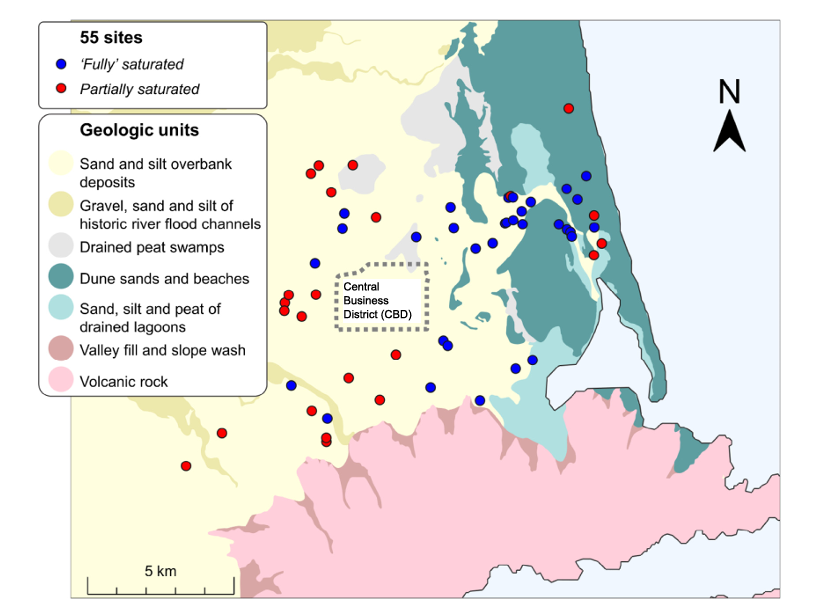 55 sites
‘Fully’ saturated
Partially saturated
Geologic units
Sand and silt overbank
deposits
Gravel, sand and silt of
historic river flood channels
Drained peat swamps
Dune sands and beaches
Sand, silt and peat of
drained lagoons
Valley fill and slope wash
Volcanic rock
N
Central
Business
District (CBD)
5 km